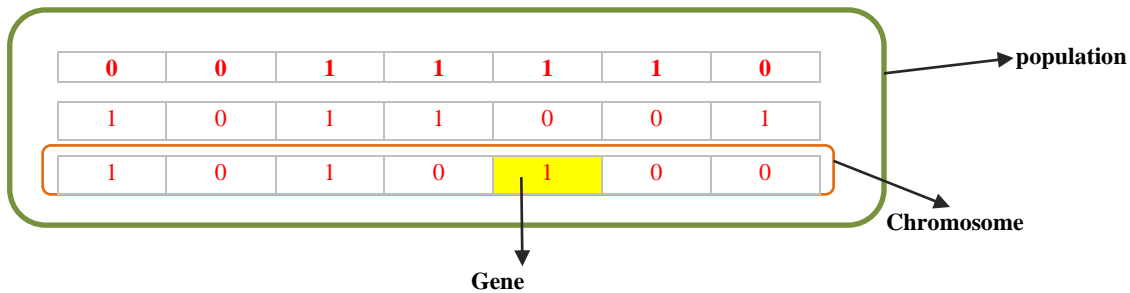 population
0 0 1 1 1 1 0
1 0 1 1 0 0 1
1 0 1 0 1 0 0
Chromosome
Gene